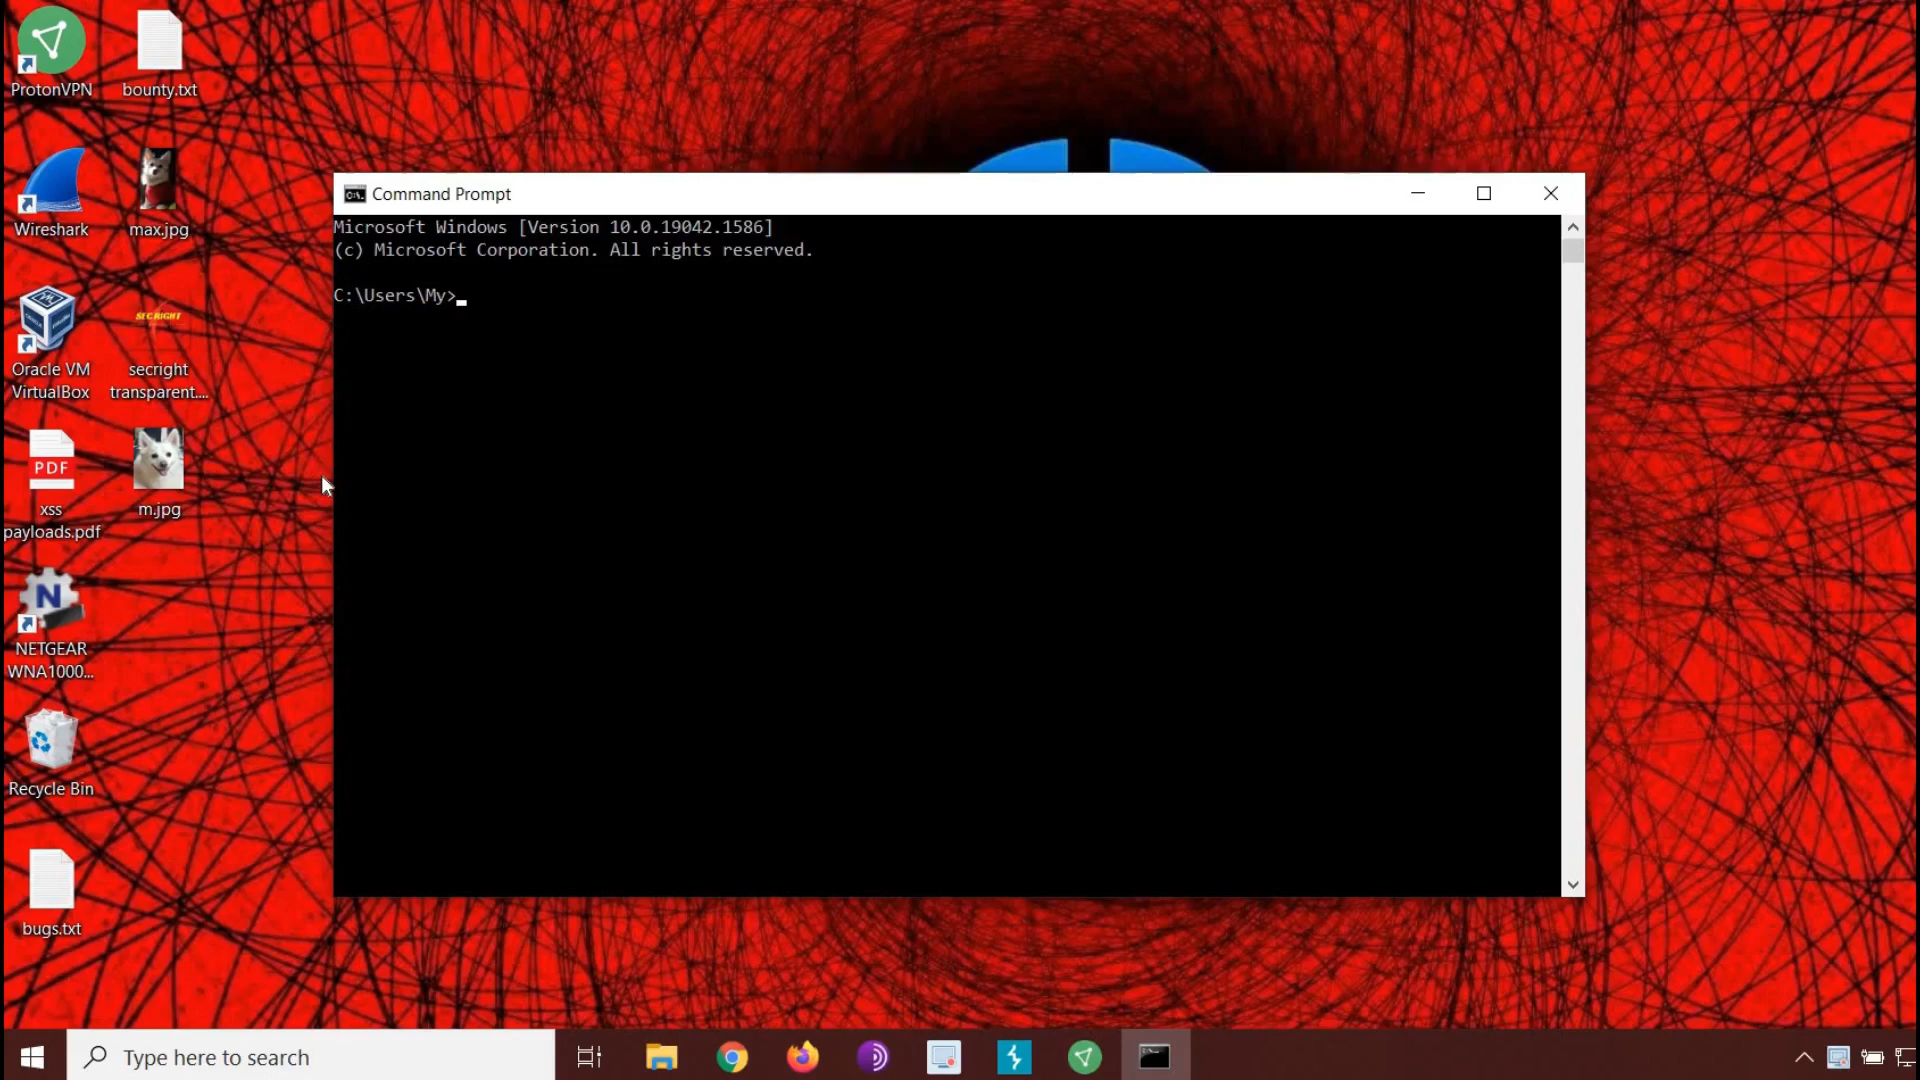 ProtonVPN
bounty.txt
Wireshark
max.jpg
Oracle VM
VirtualBox
SECRIGHT
secright
transparent....
PDF
xss
payloads.pdf
m.jpg
N
NETGEAR
WNA1000...
Recycle Bin
bugs.txt
Command Prompt
Microsoft Windows [Version 10.0.19042.1586]
(c) Microsoft Corporation. All rights reserved.
C:\Users\My>
Type here to search